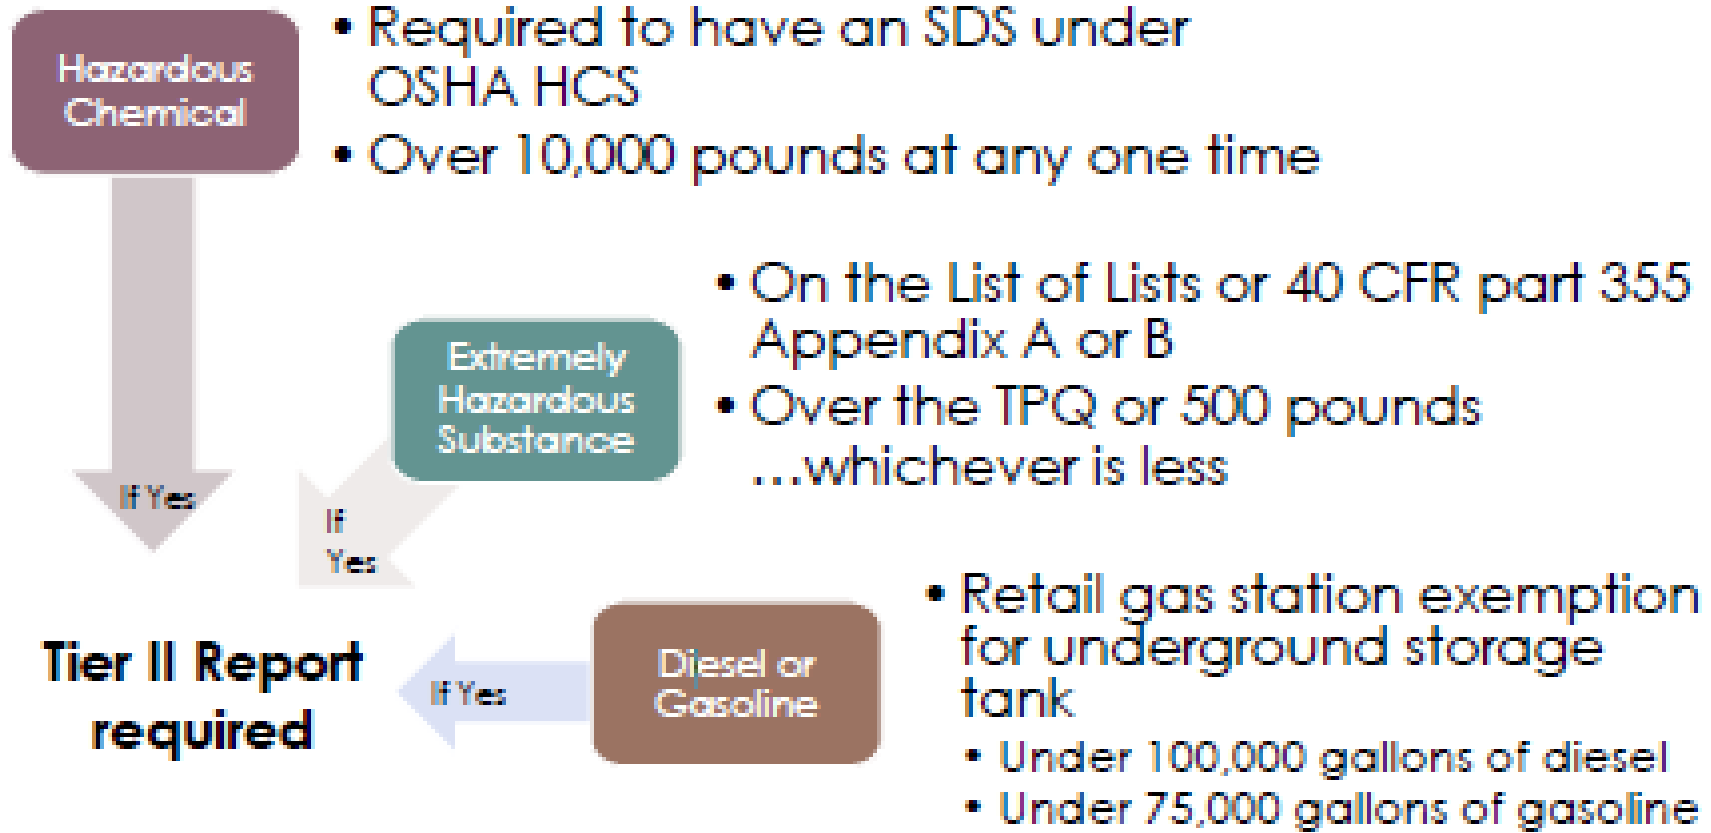 Hazardous
Chemical
• Required to have an SDS under
OSHA HCS
• Over 10,000 pounds at any one time
If Yes
Extremely
Hazardous
Substance
• On the List of Lists or 40 CFR part 355
Appendix A or B
• Over the TPQ or 500 pounds
...whichever is less
If
Yes
Tier II Report
required
If Yes
Diesel or
Gasoline
• Retail gas station exemption
for underground storage
tank
• Under 100,000 gallons of diesel
• Under 75,000 gallons of gasoline